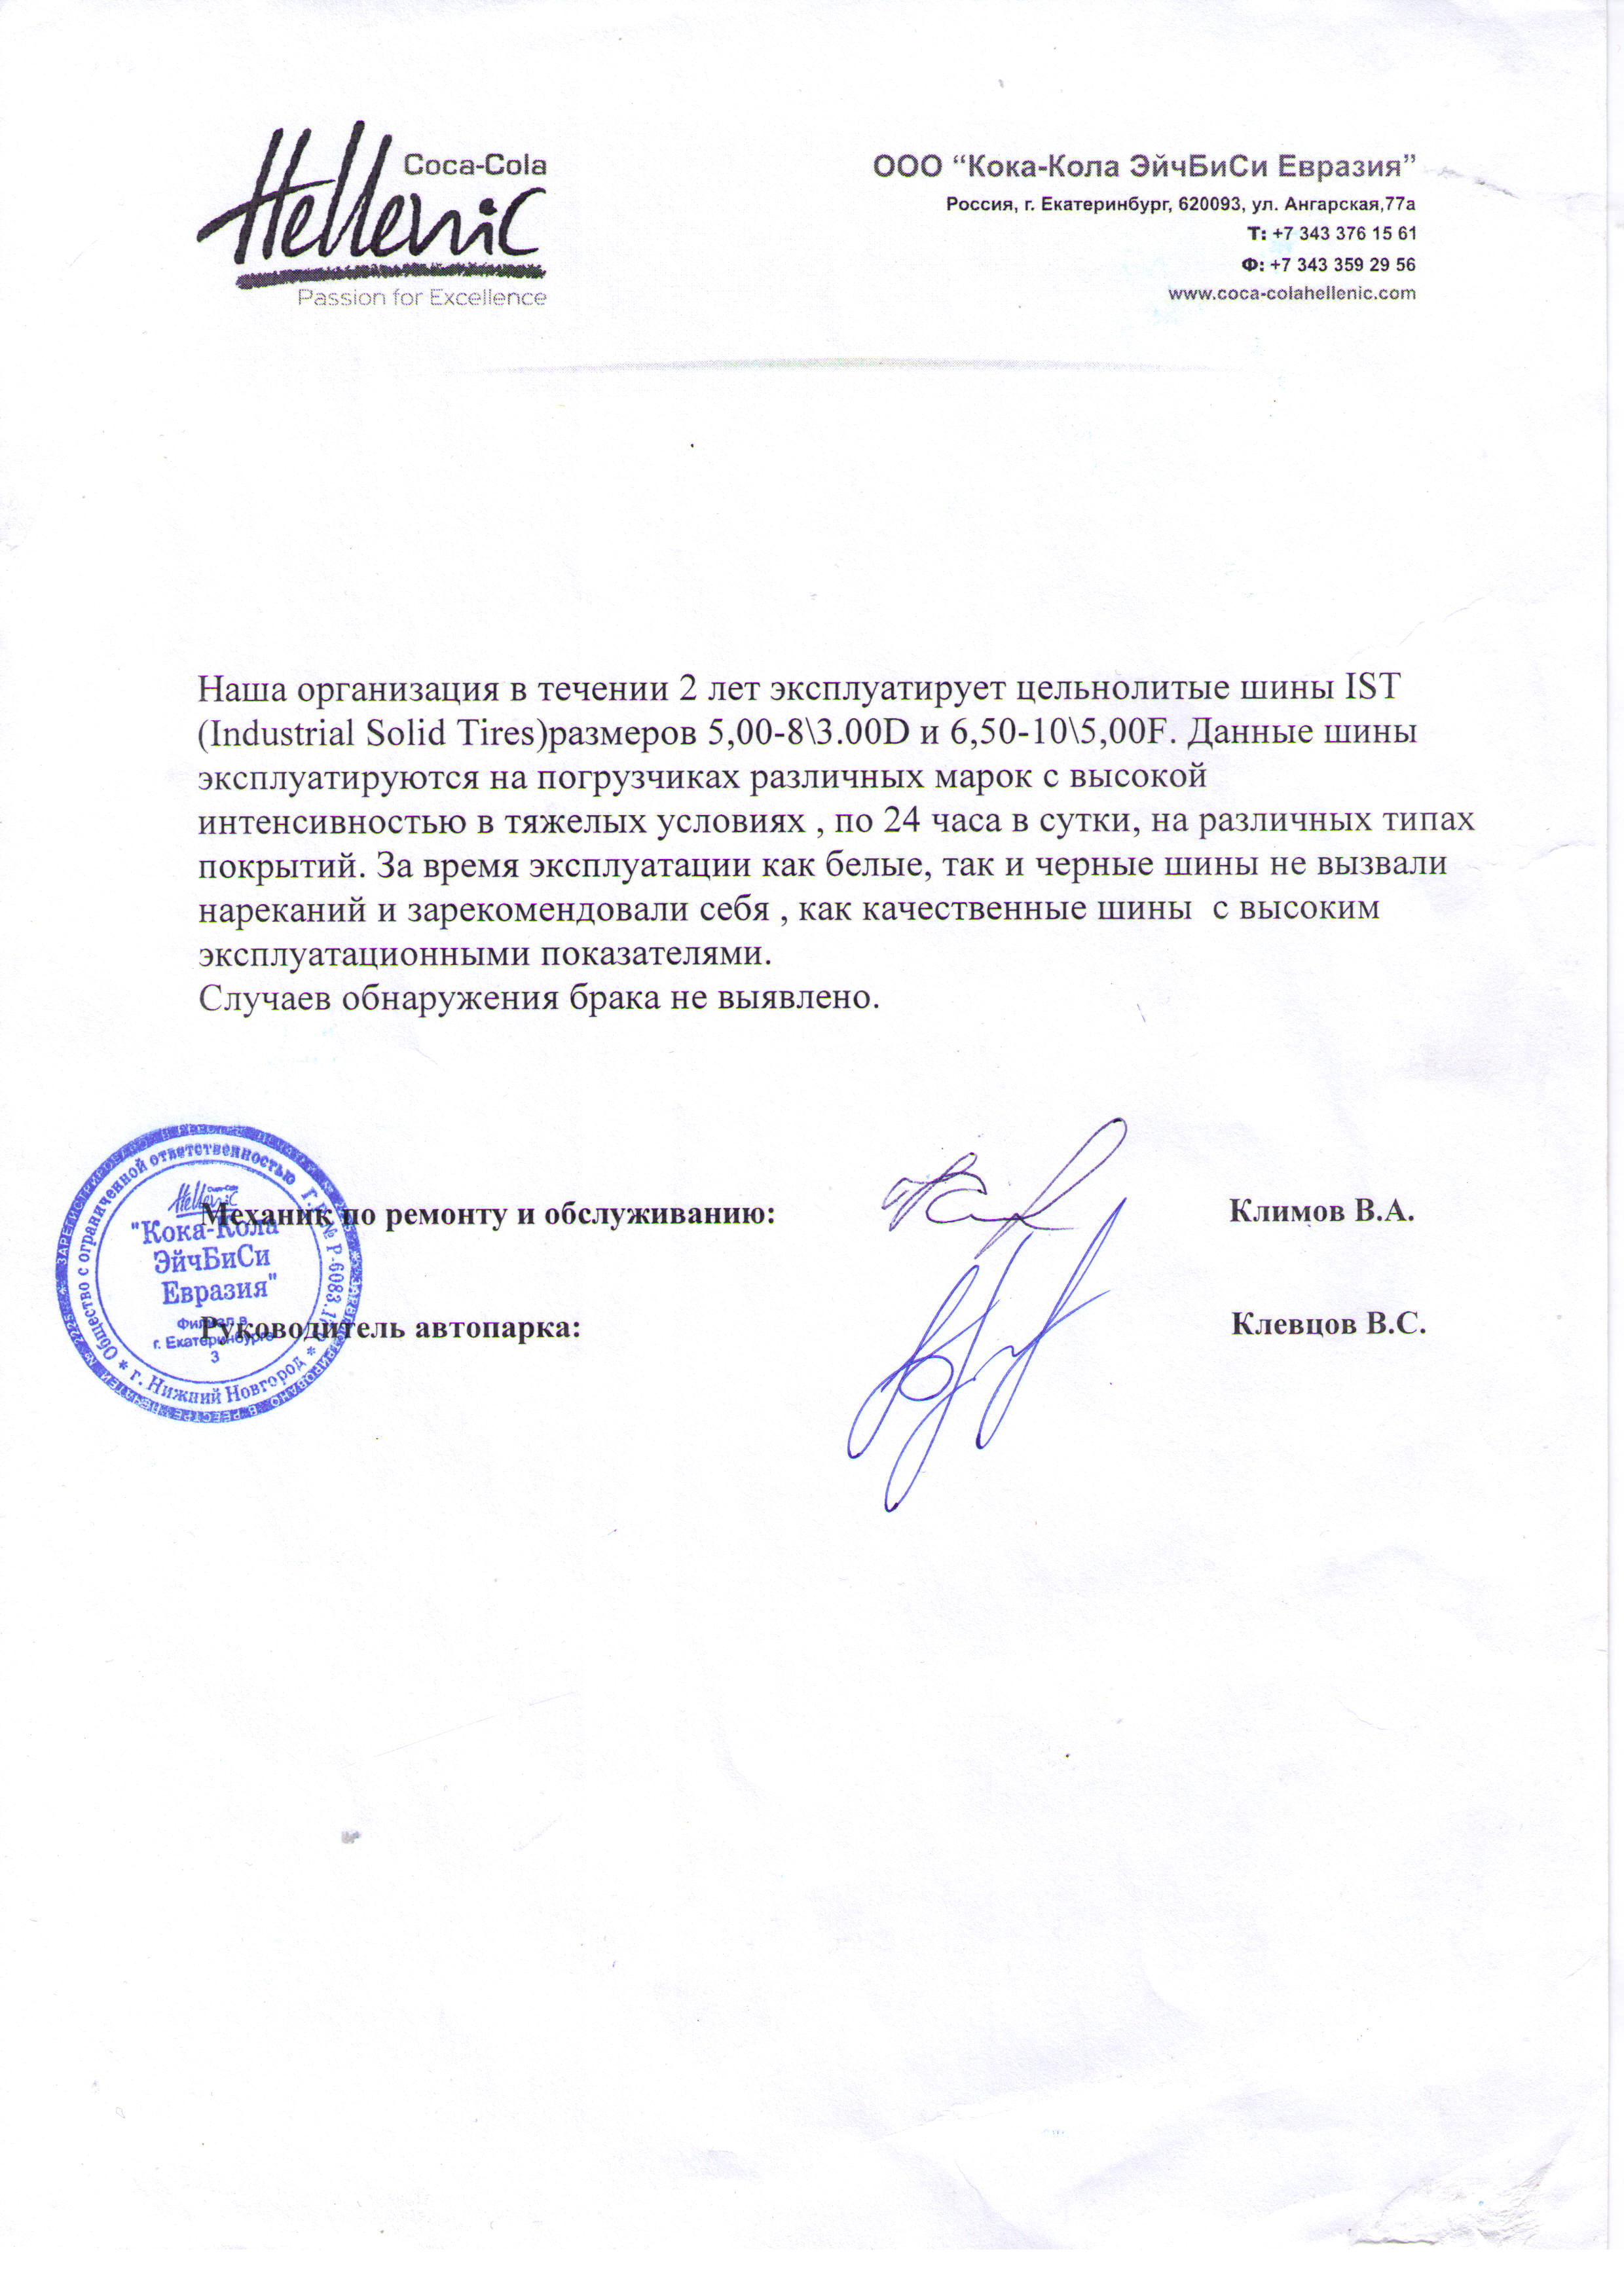 Coca-Cola
Hellenic
Passion for Excellence
ООО “Кока-Кола ЭйчБиСи Евразия”
Россия, г. Екатеринбург, 620093, ул. Ангарская,77а
Т: +7 343 376 15 61
Ф: +7 343 359 29 56
www.coca-colahellenic.com
Наша организация в течении 2 лет эксплуатирует цельнолитые шины IST
(Industrial Solid Tires)размеров 5,00-8\3.00D и 6,50-10\5,00F. Данные шины
эксплуатируются на погрузчиках различных марок с высокой
интенсивностью в тяжелых условиях , по 24 часа в сутки, на различных типах
покрытий. За время эксплуатации как белые, так и черные шины не вызвали
нареканий и зарекомендовали себя , как качественные шины  с высоким
эксплуатационными показателями.
Случаев обнаружения брака не выявлено.
Механик по ремонту и обслуживанию:
Климов В.А.
Руководитель автопарка:
Клевцов В.С.
Общество с ограниченной ответственностью
* г. Нижний Новгород *
Hellenic
"Кока-Кола
ЭйчБиСи
Евразия"
Филиал в
г. Екатеринбурге
3